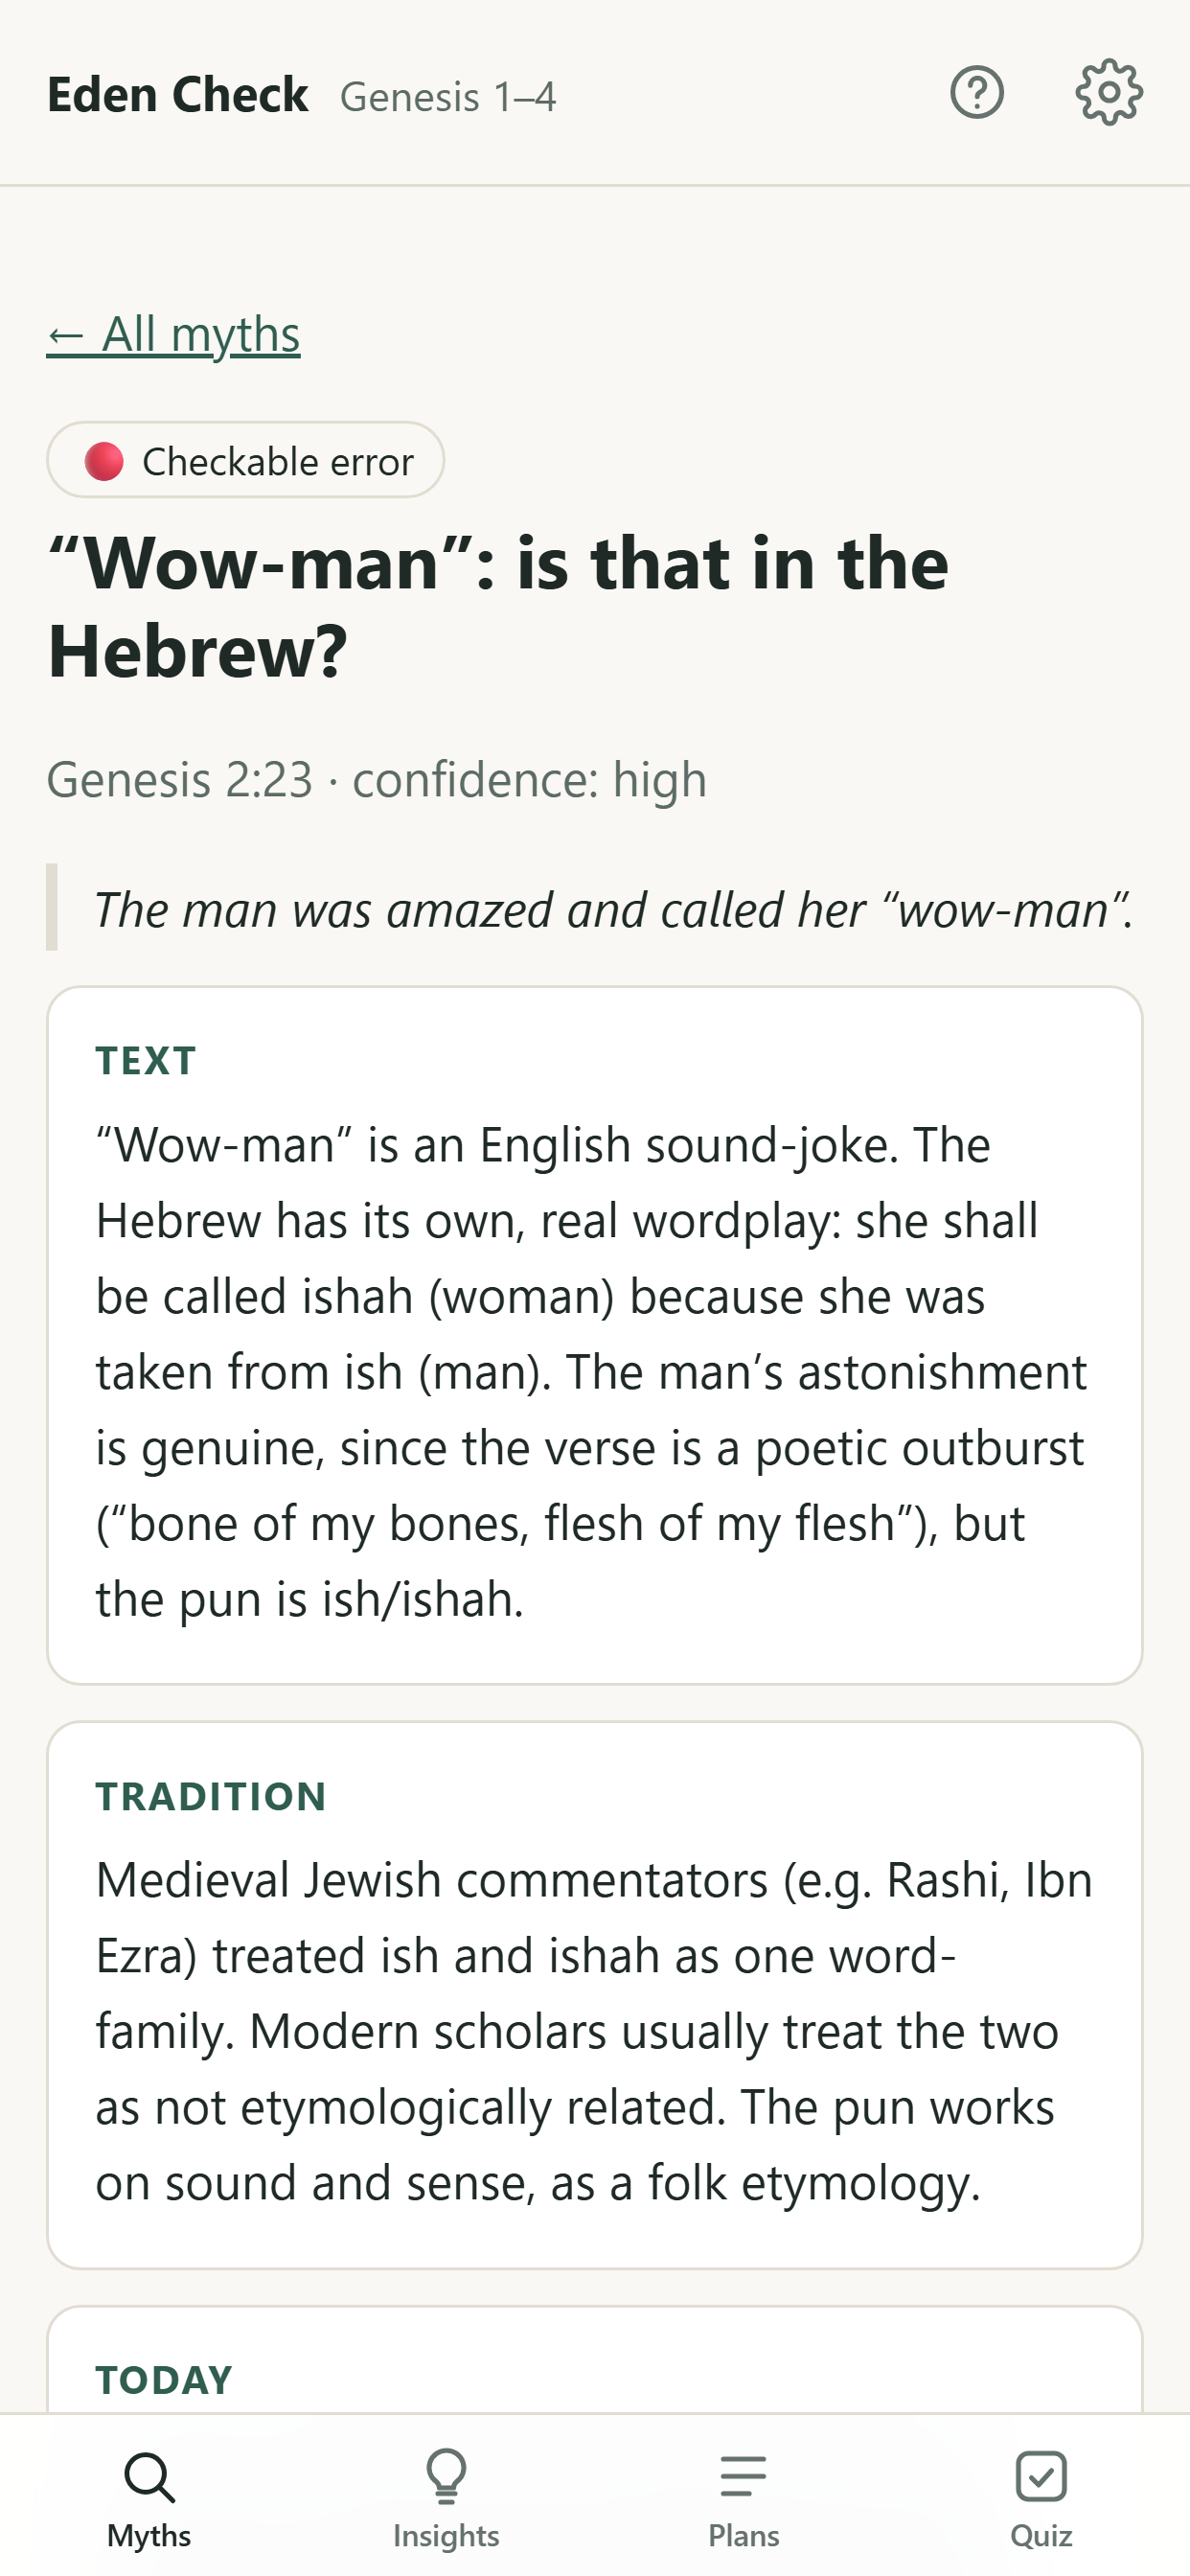 Eden Check Genesis 1–4
← All myths
Checkable error
“Wow-man”: is that in the
Hebrew?
Genesis 2:23 · confidence: high
The man was amazed and called her “wow-man”.
TEXT
“Wow-man” is an English sound-joke. The
Hebrew has its own, real wordplay: she shall
be called ishah (woman) because she was
taken from ish (man). The man’s astonishment
is genuine, since the verse is a poetic outburst
(“bone of my bones, flesh of my flesh”), but
the pun is ish/ishah.
TRADITION
Medieval Jewish commentators (e.g. Rashi, Ibn
Ezra) treated ish and ishah as one word-
family. Modern scholars usually treat the two
as not etymologically related. The pun works
on sound and sense, as a folk etymology.
TODAY
Myths Insights Plans Quiz